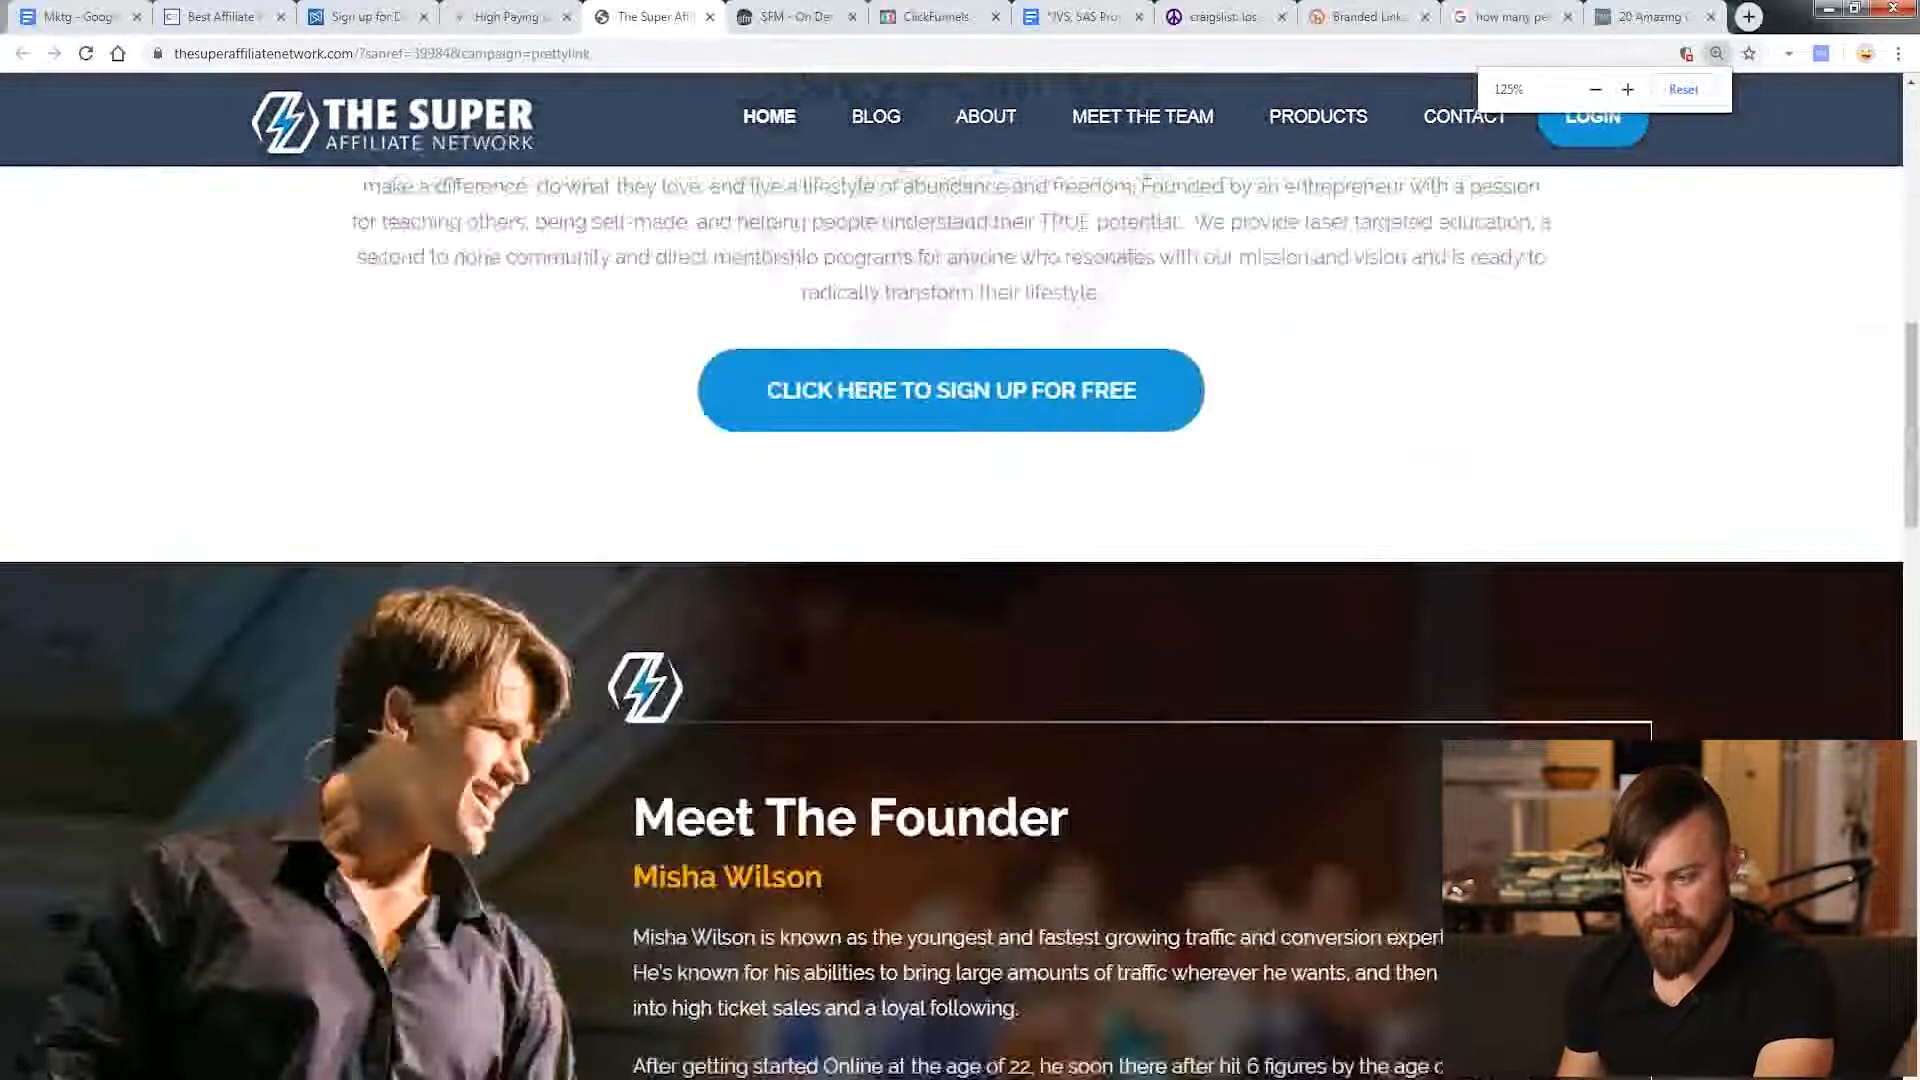 Mktg - Goog
Best Affiliate
Sign up for D
High Paying
The Super Affi
SFM - On De
ClickFunnels
*JVS, SAS Pro
craigslist: los
Branded Link
how many pe
20 Amazing
thesuperaffiliatenetwork.com/?sanref=39984&campaign=prettylink
125%
Reset
THE SUPER
AFFILIATE NETWORK
HOME
BLOG
ABOUT
MEET THE TEAM
PRODUCTS
CONTACT
LOGIN
make a difference, do what they love, and live a lifestyle of abundance and freedom. Founded by an entrepreneur with a passion
for teaching others, being self-made, and helping people understand their TRUE potential. We provide laser targeted education, a
second to none community and direct mentorship programs for anyone who resonates with our mission and vision and is ready to
radically transform their lifestyle.
CLICK HERE TO SIGN UP FOR FREE
Meet The Founder
Misha Wilson
Misha Wilson is known as the youngest and fastest growing traffic and conversion expert
He's known for his abilities to bring large amounts of traffic wherever he wants, and then
into high ticket sales and a loyal following.
After getting started Online at the age of 22, he soon there after hit 6 figures by the age